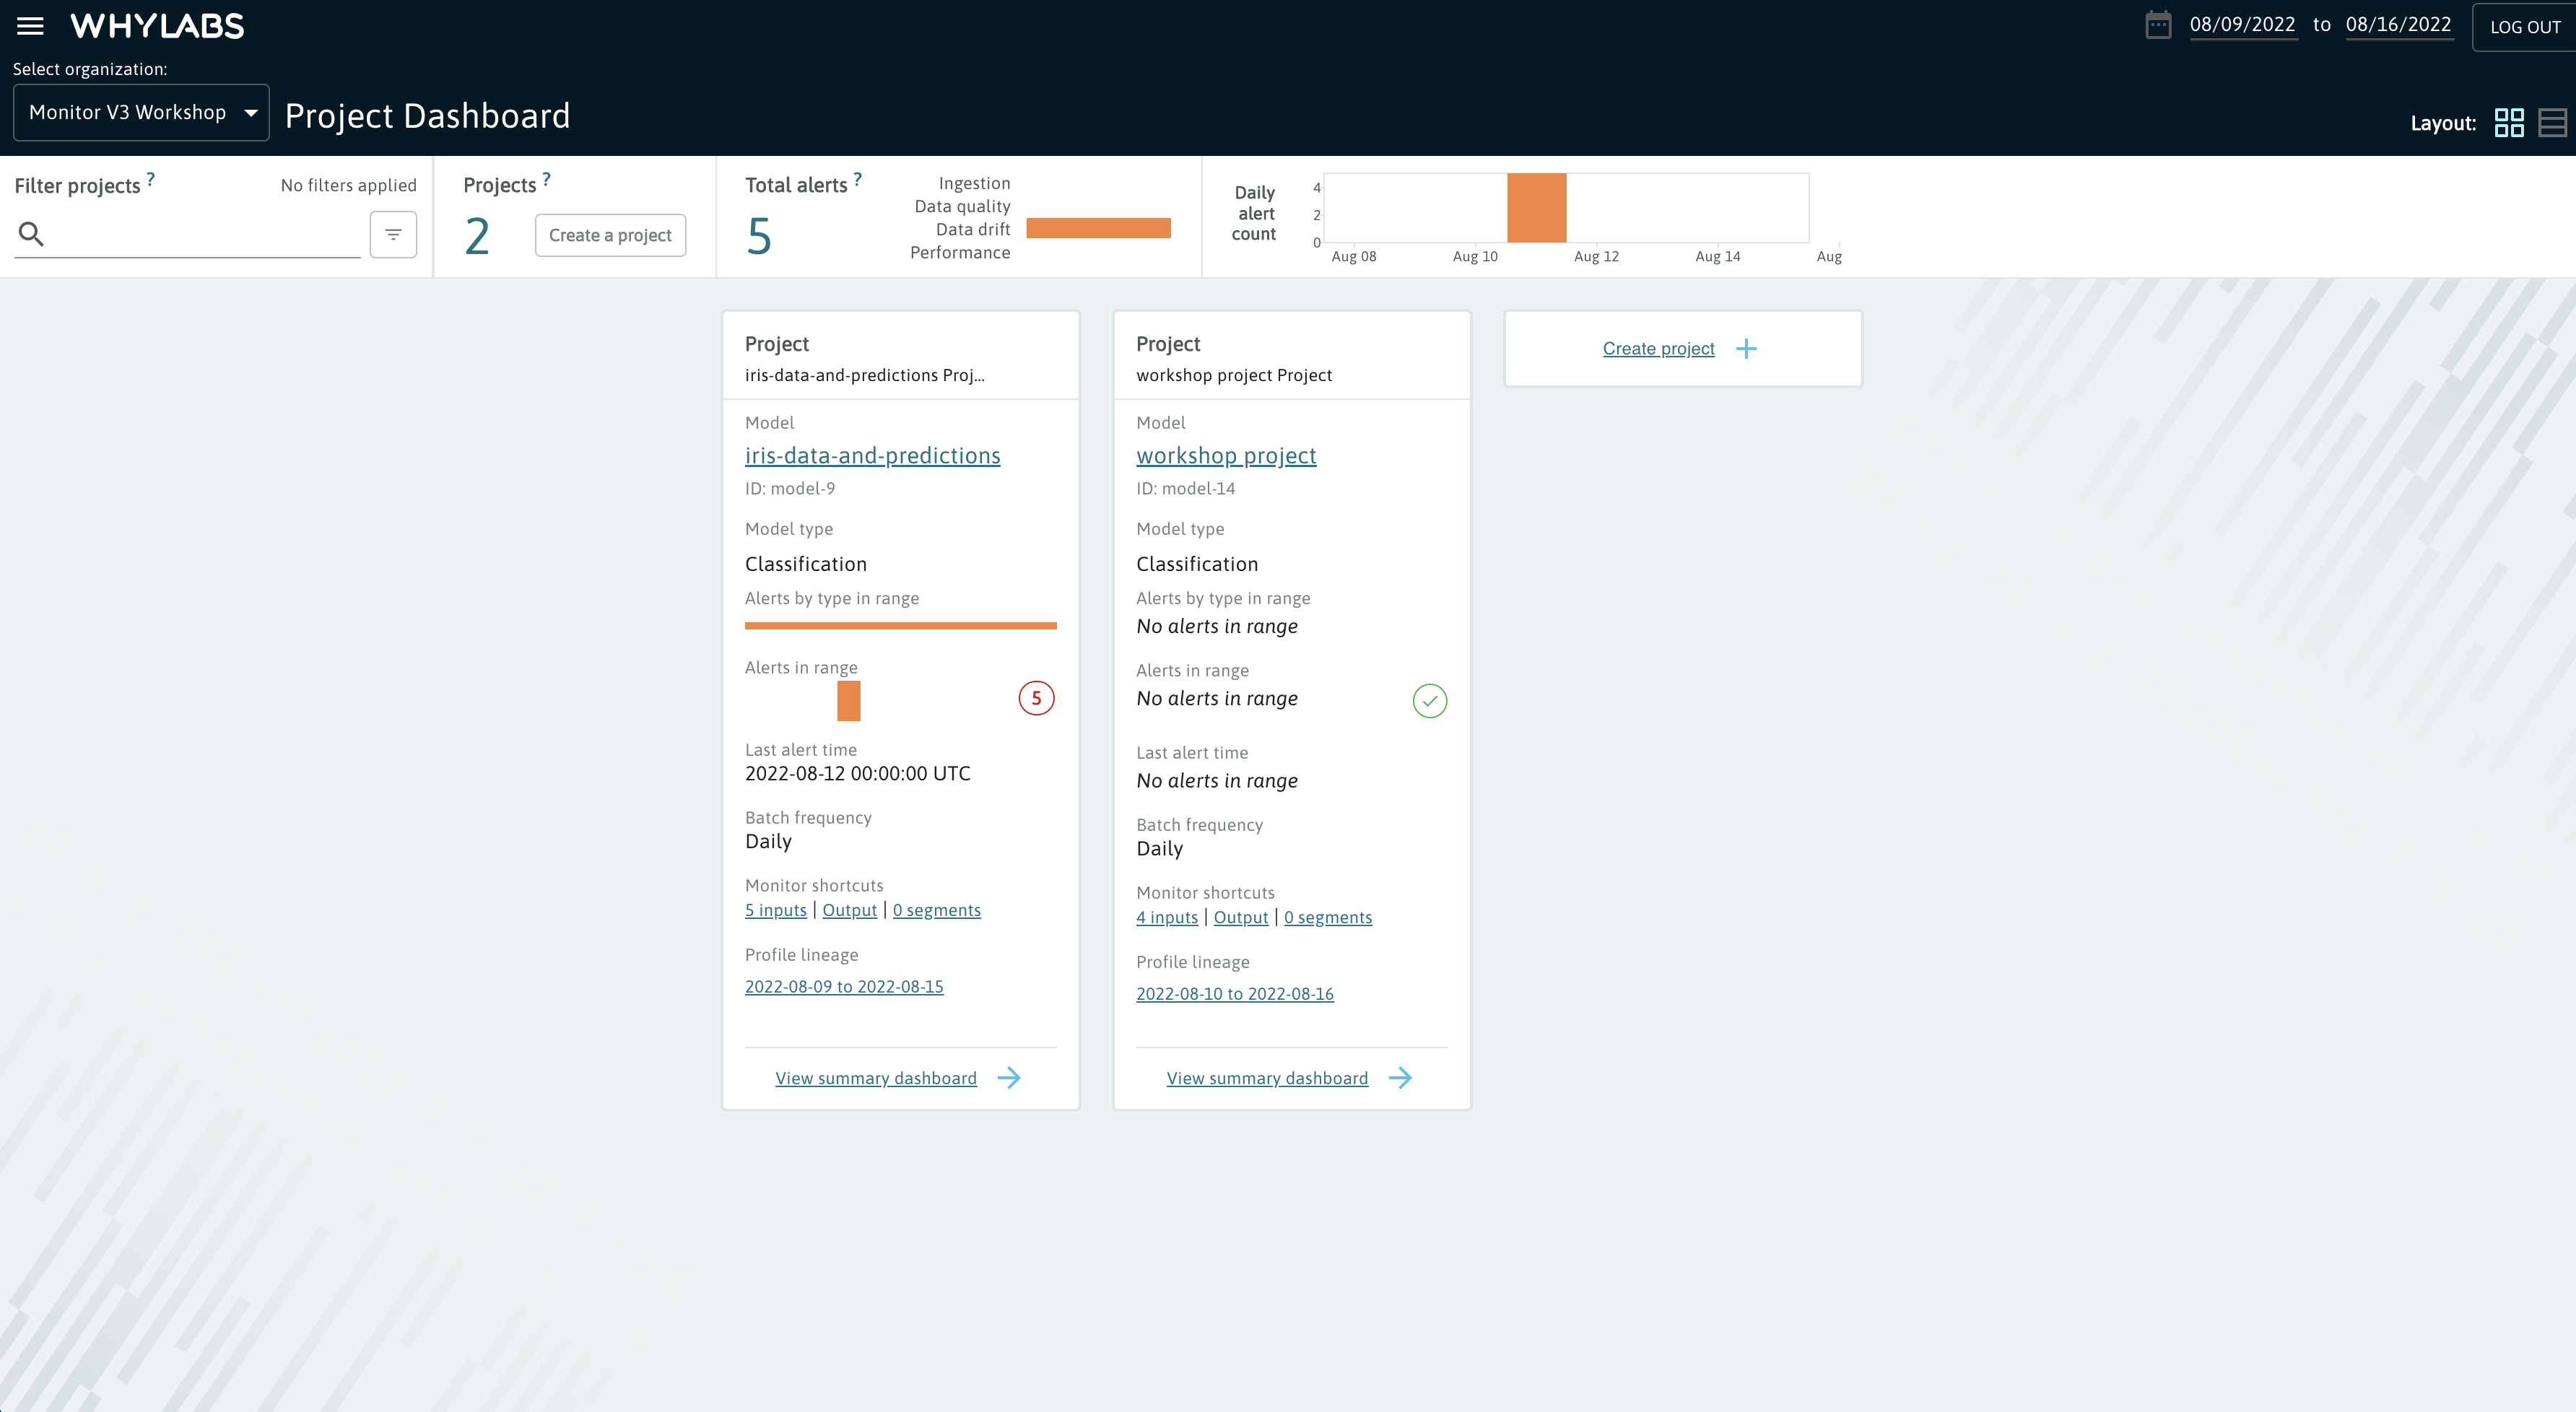 WHYLABS
08/09/2022 to 08/16/2022
LOG OUT
Select organization:
Monitor V3 Workshop
Project Dashboard
Layout:
Filter projects ?
No filters applied
Projects ?
2
Create a project
Total alerts ?
5
Ingestion
Data quality
Data drift
Performance
Daily
alert
count
4
2
0
Aug 08 Aug 10 Aug 12 Aug 14 Aug
Project
iris-data-and-predictions Proj...
Model
iris-data-and-predictions
ID: model-9
Model type
Classification
Alerts by type in range
Alerts in range
5
Last alert time
2022-08-12 00:00:00 UTC
Batch frequency
Daily
Monitor shortcuts
5 inputs | Output | 0 segments
Profile lineage
2022-08-09 to 2022-08-15
View summary dashboard
Project
workshop project Project
Model
workshop project
ID: model-14
Model type
Classification
Alerts by type in range
No alerts in range
Alerts in range
No alerts in range
Last alert time
No alerts in range
Batch frequency
Daily
Monitor shortcuts
4 inputs | Output | 0 segments
Profile lineage
2022-08-10 to 2022-08-16
View summary dashboard
Create project +